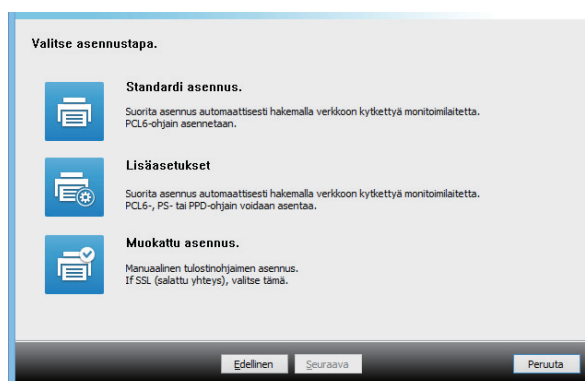 Valitse asennustapa.
Standardi asennus.
Suorita asennus automaattisesti hakemalla verkkoon kytkettyä monitoimilaitetta.
PCL6-ohjain asennetaan.
Lisäasetukset
Suorita asennus automaattisesti hakemalla verkkoon kytkettyä monitoimilaitetta.
PCL6-, PS- tai PPD-ohjain voidaan asentaa.
Muokattu asennus.
Manuaalinen tulostinohjaimen asennus.
If SSL (salattu yhteys), valitse tämä.
Edellinen Seuraava Peruuta